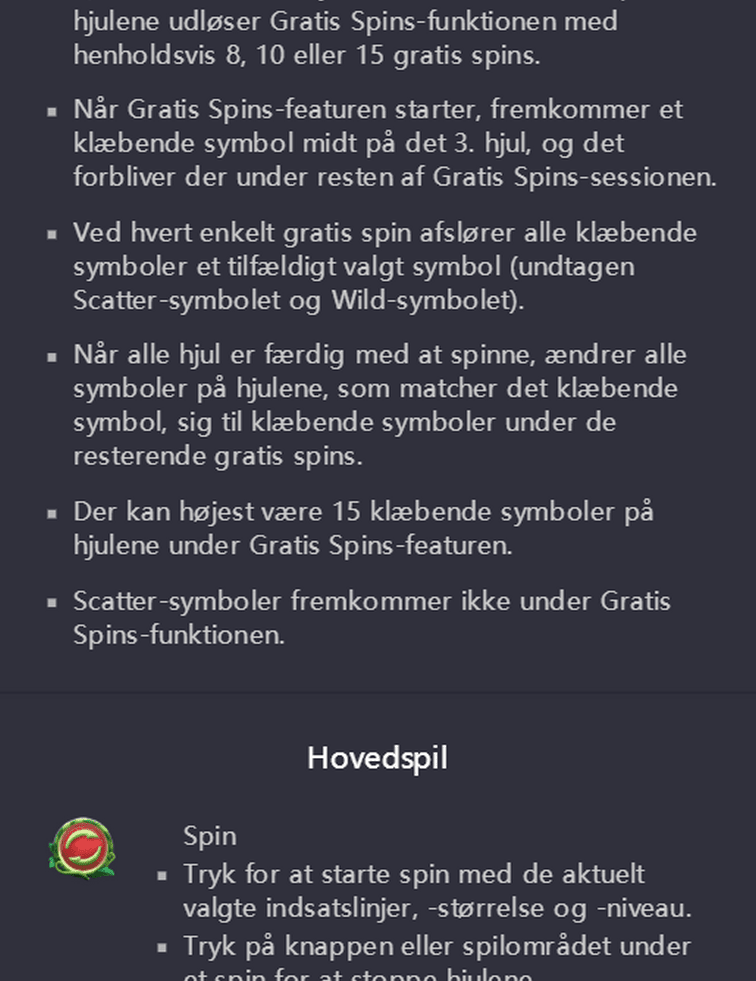 hjulene udløser Gratis Spins-funktionen med
henholdsvis 8, 10 eller 15 gratis spins.
▪ Når Gratis Spins-featuren starter, fremkommer et
klæbende symbol midt på det 3. hjul, og det
forbliver der under resten af Gratis Spins-sessionen.
▪ Ved hvert enkelt gratis spin afslører alle klæbende
symboler et tilfældigt valgt symbol (undtagen
Scatter-symbolet og Wild-symbolet).
▪ Når alle hjul er færdig med at spinne, ændrer alle
symboler på hjulene, som matcher det klæbende
symbol, sig til klæbende symboler under de
resterende gratis spins.
▪ Der kan højest være 15 klæbende symboler på
hjulene under Gratis Spins-featuren.
▪ Scatter-symboler fremkommer ikke under Gratis
Spins-funktionen.
Hovedspil
Spin
▪ Tryk for at starte spin med de aktuelt
valgte indsatslinjer, -størrelse og -niveau.
▪ Tryk på knappen eller spilområdet under
et spin for at stoppe hjulene